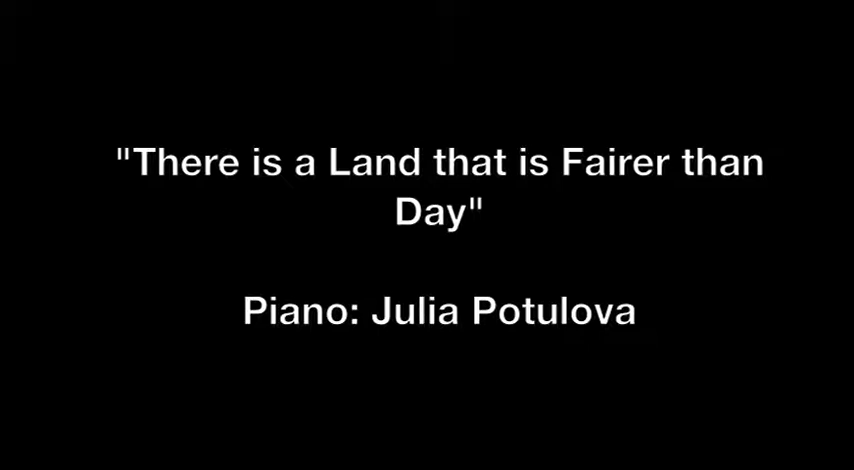 "There is a Land that is Fairer than
Day"
Piano: Julia Potulova